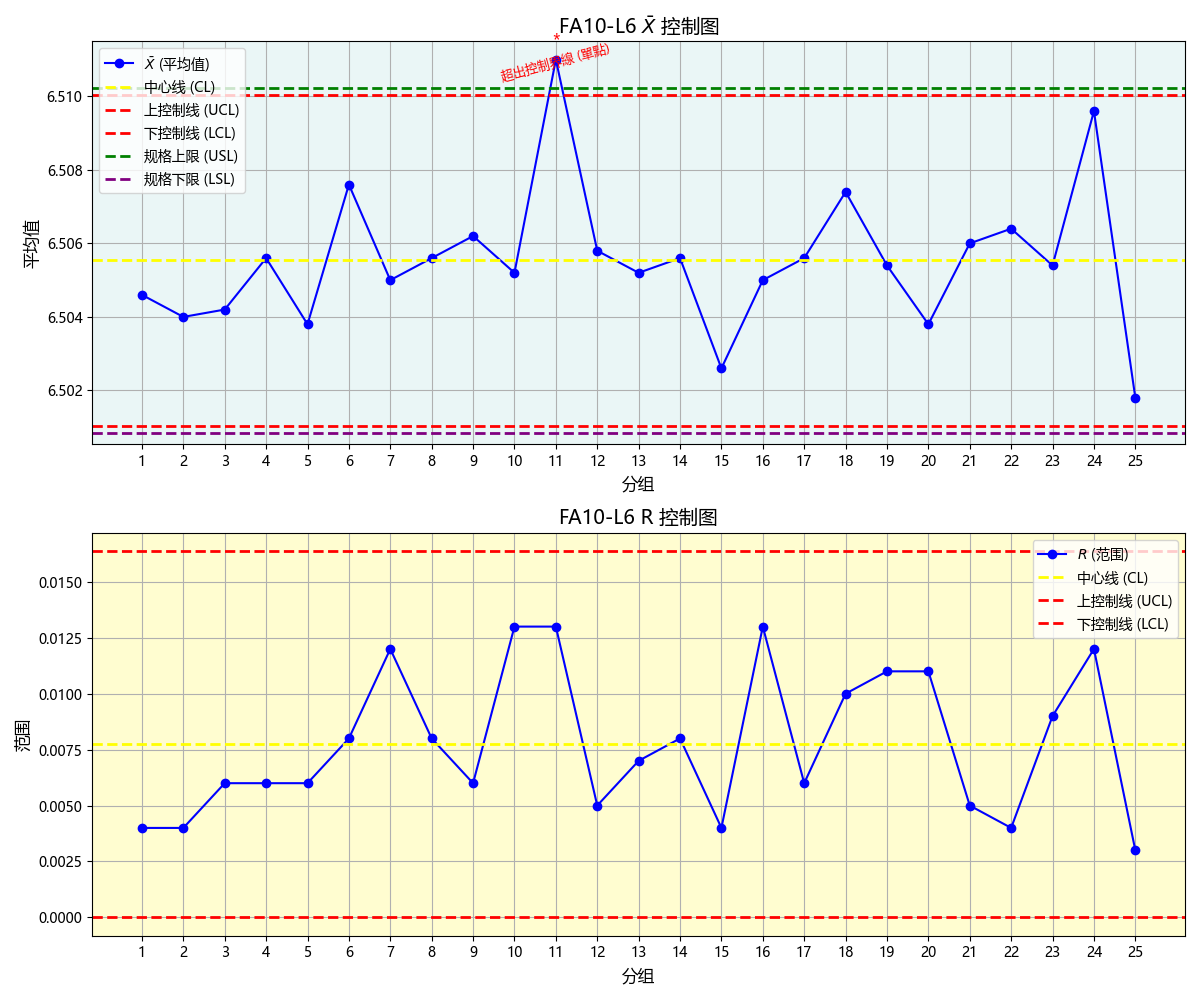 FA10-L6 X̄ 控制图
*
超出控制界線 (單點)
X̄ (平均值)
中心线 (CL)
上控制线 (UCL)
下控制线 (LCL)
规格上限 (USL)
规格下限 (LSL)
平均值
6.510
6.508
6.506
6.504
6.502
1 2 3 4 5 6 7 8 9 10 11 12 13 14 15 16 17 18 19 20 21 22 23 24 25
分组
FA10-L6 R 控制图
R (范围)
中心线 (CL)
上控制线 (UCL)
下控制线 (LCL)
范围
0.0150
0.0125
0.0100
0.0075
0.0050
0.0025
0.0000
1 2 3 4 5 6 7 8 9 10 11 12 13 14 15 16 17 18 19 20 21 22 23 24 25
分组